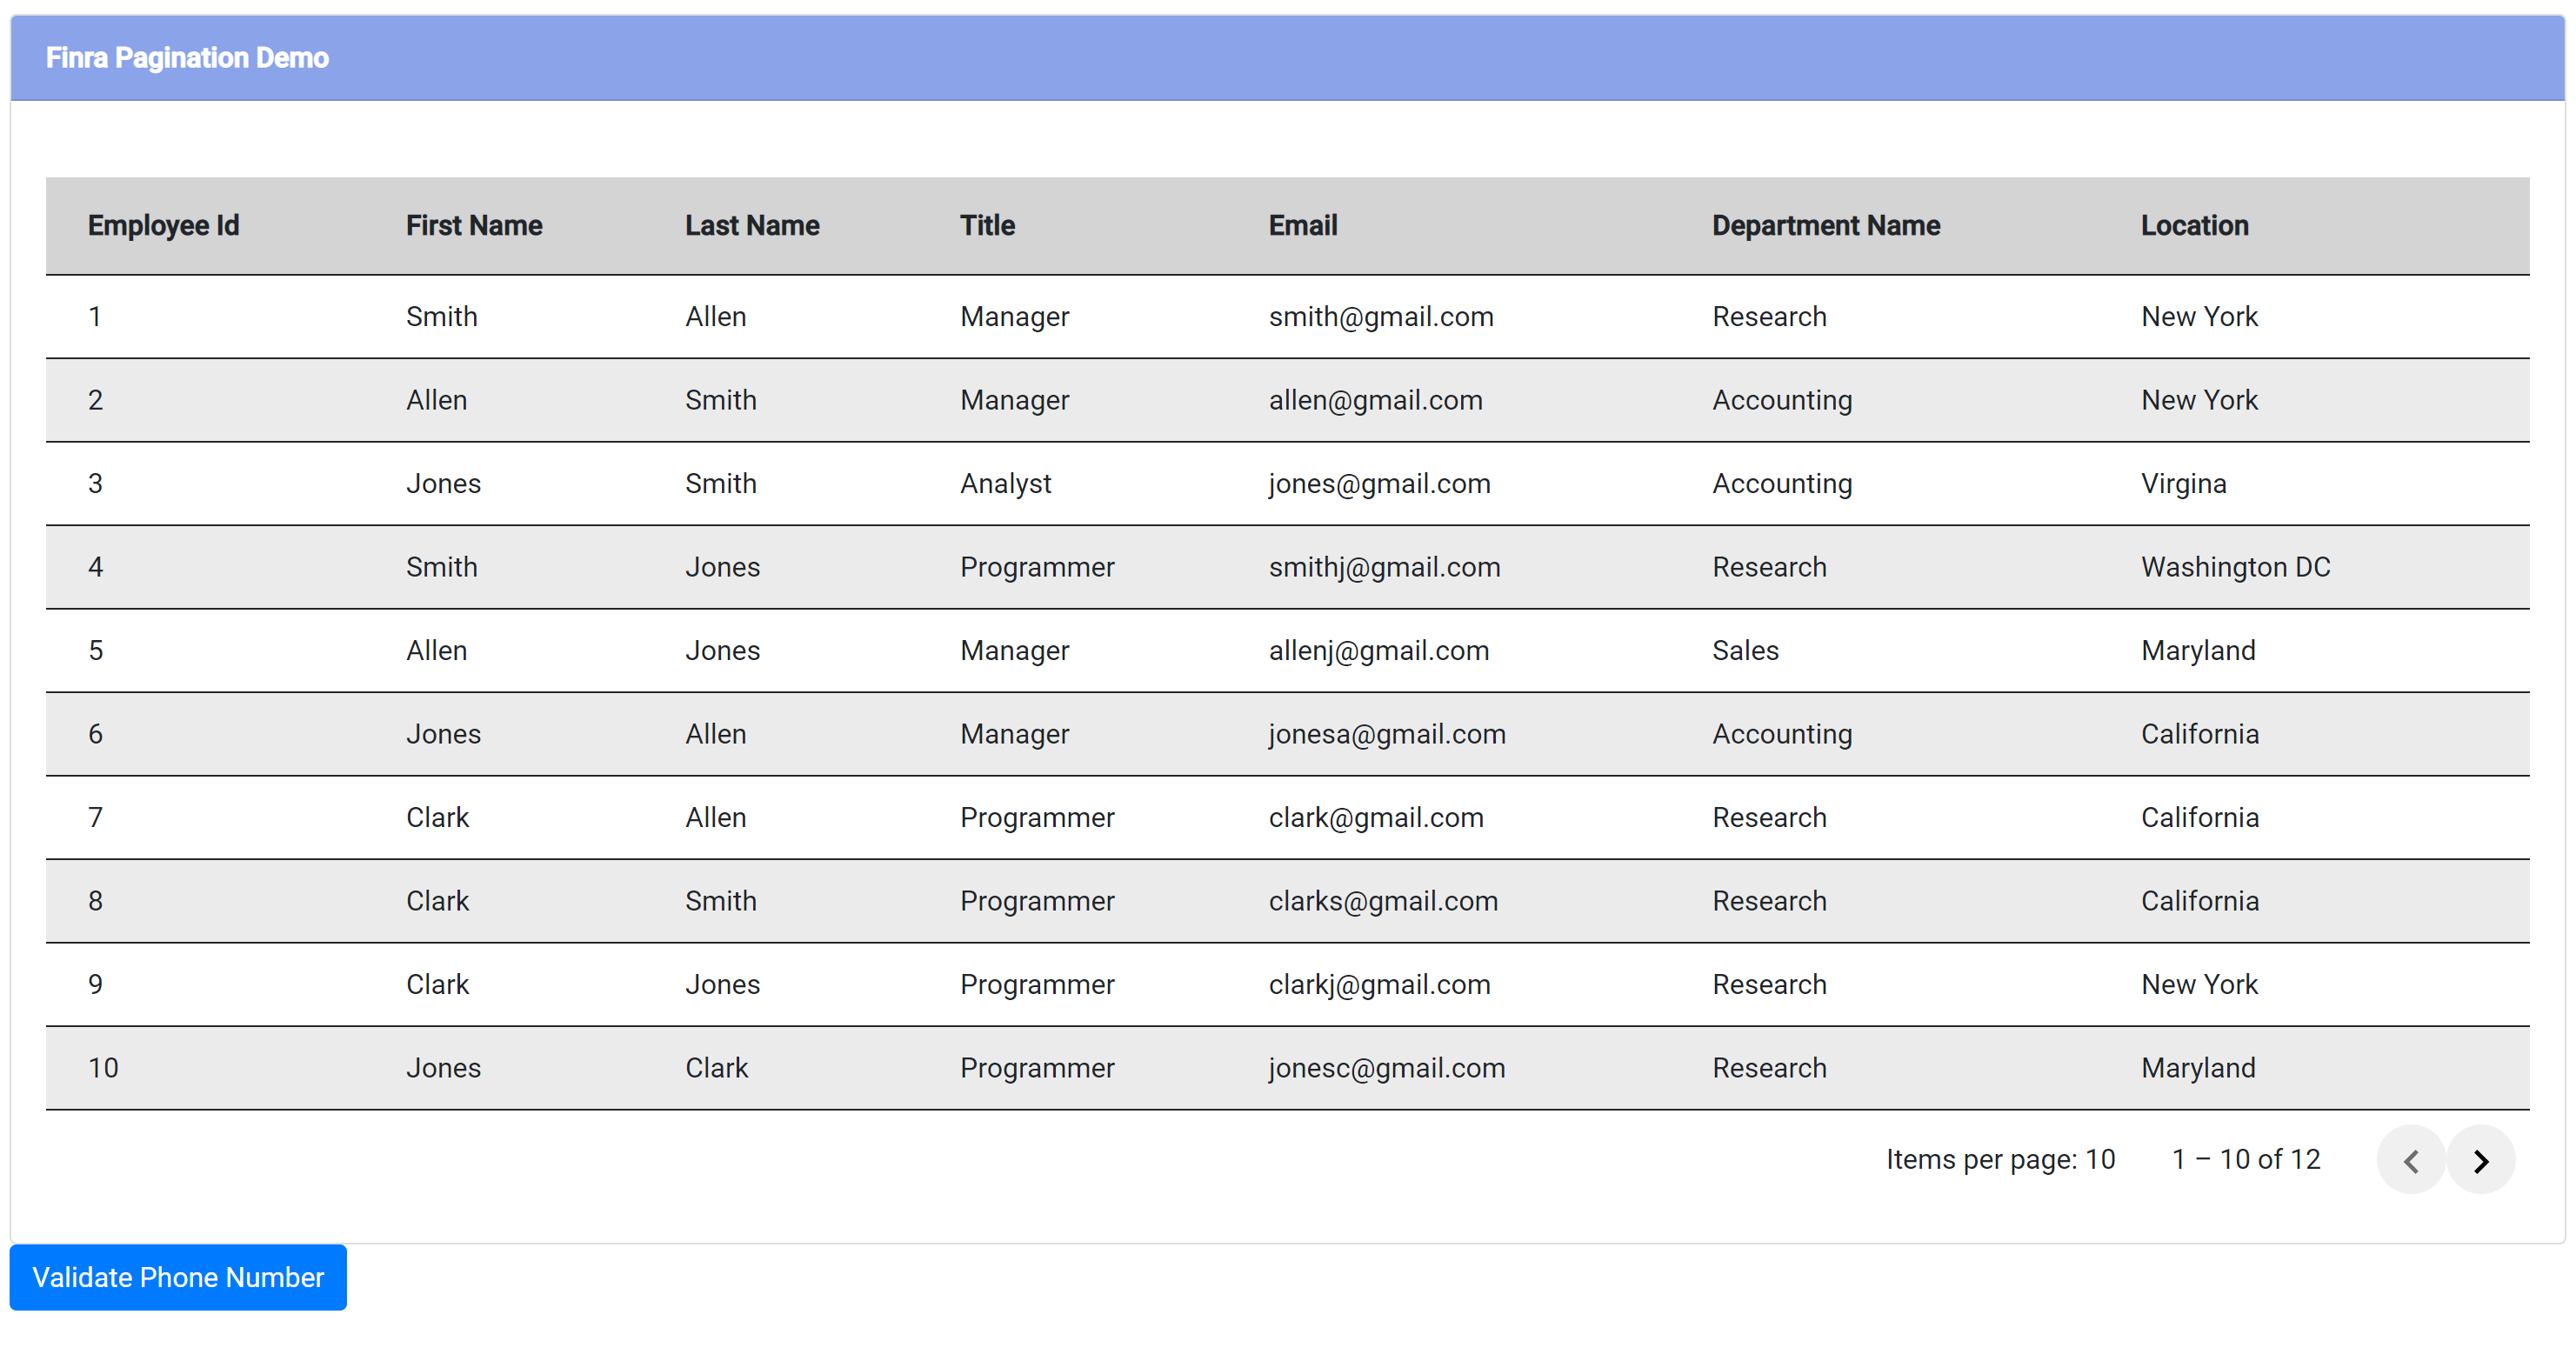 Finra Pagination Demo
Employee Id First Name Last Name Title Email Department Name Location
1 Smith Allen Manager smith@gmail.com Research New York
2 Allen Smith Manager allen@gmail.com Accounting New York
3 Jones Smith Analyst jones@gmail.com Accounting Virgina
4 Smith Jones Programmer smithj@gmail.com Research Washington DC
5 Allen Jones Manager allenj@gmail.com Sales Maryland
6 Jones Allen Manager jonesa@gmail.com Accounting California
7 Clark Allen Programmer clark@gmail.com Research California
8 Clark Smith Programmer clarks@gmail.com Research California
9 Clark Jones Programmer clarkj@gmail.com Research New York
10 Jones Clark Programmer jonesc@gmail.com Research Maryland
Items per page: 10 1 – 10 of 12
Validate Phone Number